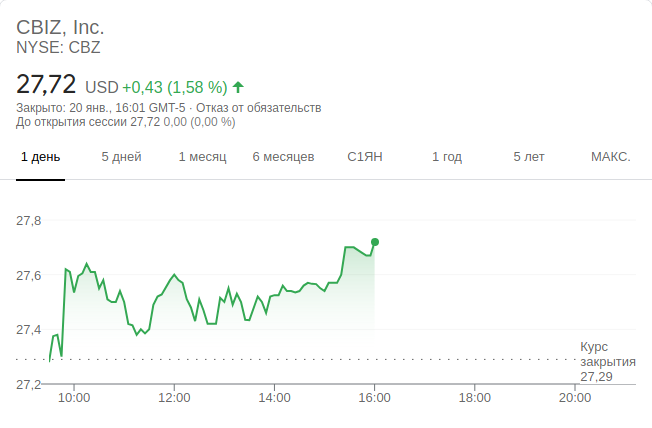 CBIZ, Inc.
NYSE: CBZ
27,72 USD +0,43 (1,58 %)
Закрыто: 20 янв., 16:01 GMT-5 · Отказ от обязательств
До открытия сессии 27,72 0,00 (0,00 %)
1 день 5 дней 1 месяц 6 месяцев С1ЯН 1 год 5 лет МАКС.
27,8
27,6
27,4
Курс
закрытия
27,29
27,2
10:00 12:00 14:00 16:00 18:00 20:00